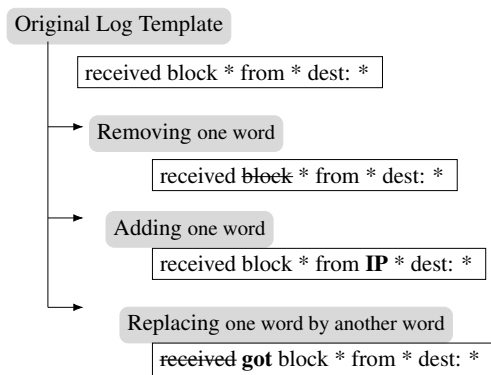 Original Log Template
received block * from * dest: *
Removing one word
received block * from * dest: *
Adding one word
received block * from IP * dest: *
Replacing one word by another word
received got block * from * dest: *